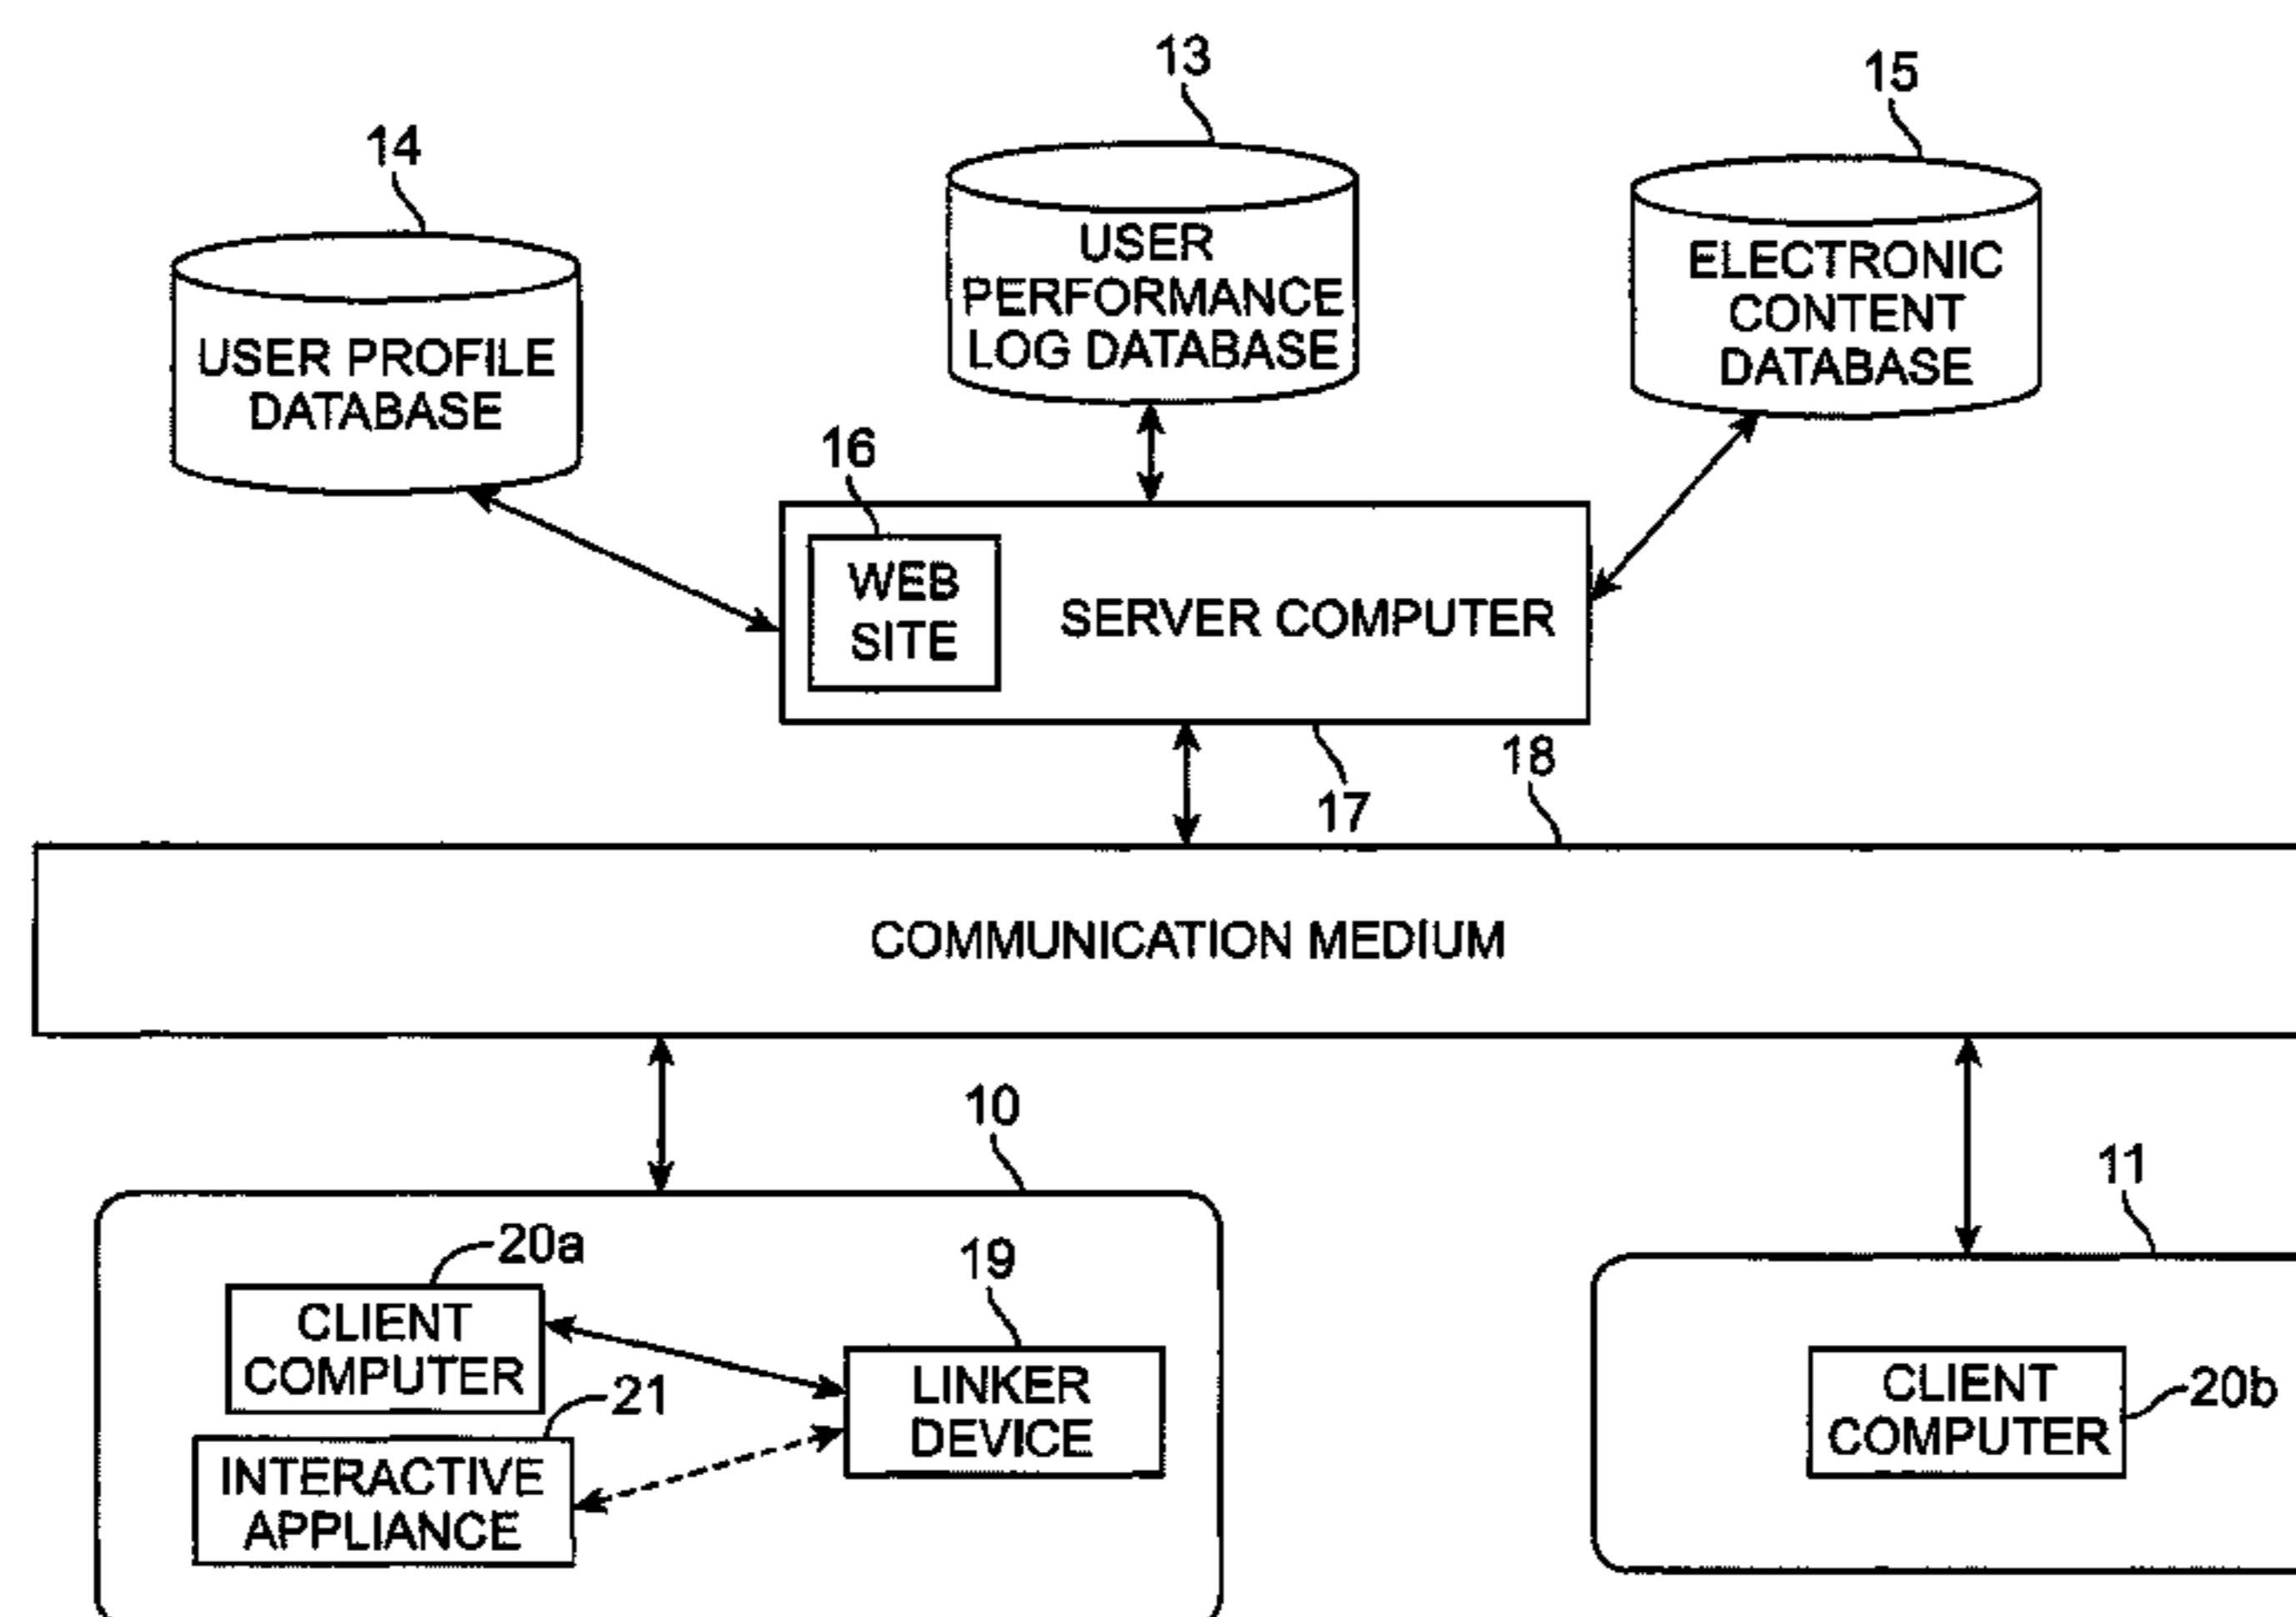 13
15
14
USER
PERFORMANCE
LOG DATABASE
ELECTRONIC
CONTENT
DATABASE
USER PROFILE
DATABASE
16
WEB
SITE
SERVER COMPUTER
17
18
COMMUNICATION MEDIUM
10
11
20a
19
CLIENT
COMPUTER
21
LINKER
DEVICE
INTERACTIVE
APPLIANCE
CLIENT
COMPUTER
20b